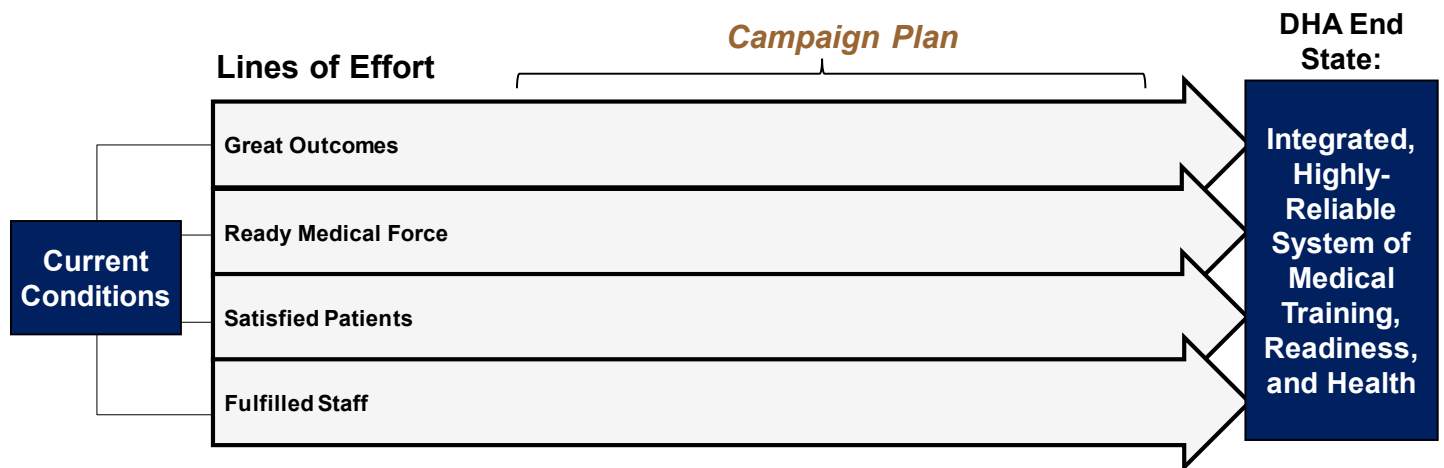 Campaign Plan
DHA End
State:
Lines of Effort
Great Outcomes
Ready Medical Force
Satisfied Patients
Fulfilled Staff
Current
Conditions
Integrated,
Highly-
Reliable
System of
Medical
Training,
Readiness,
and Health